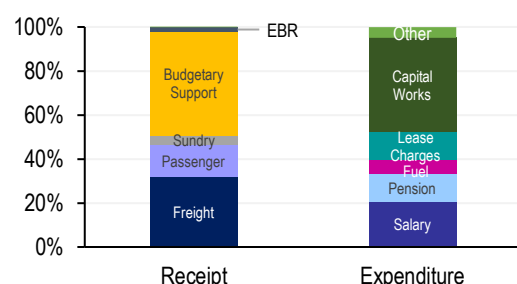 100%
80%
60%
40%
20%
0%
EBR
Budgetary
Support
Sundry
Passenger
Freight
Other
Capital
Works
Lease
Charges
Fuel
Pension
Salary
Receipt
Expenditure